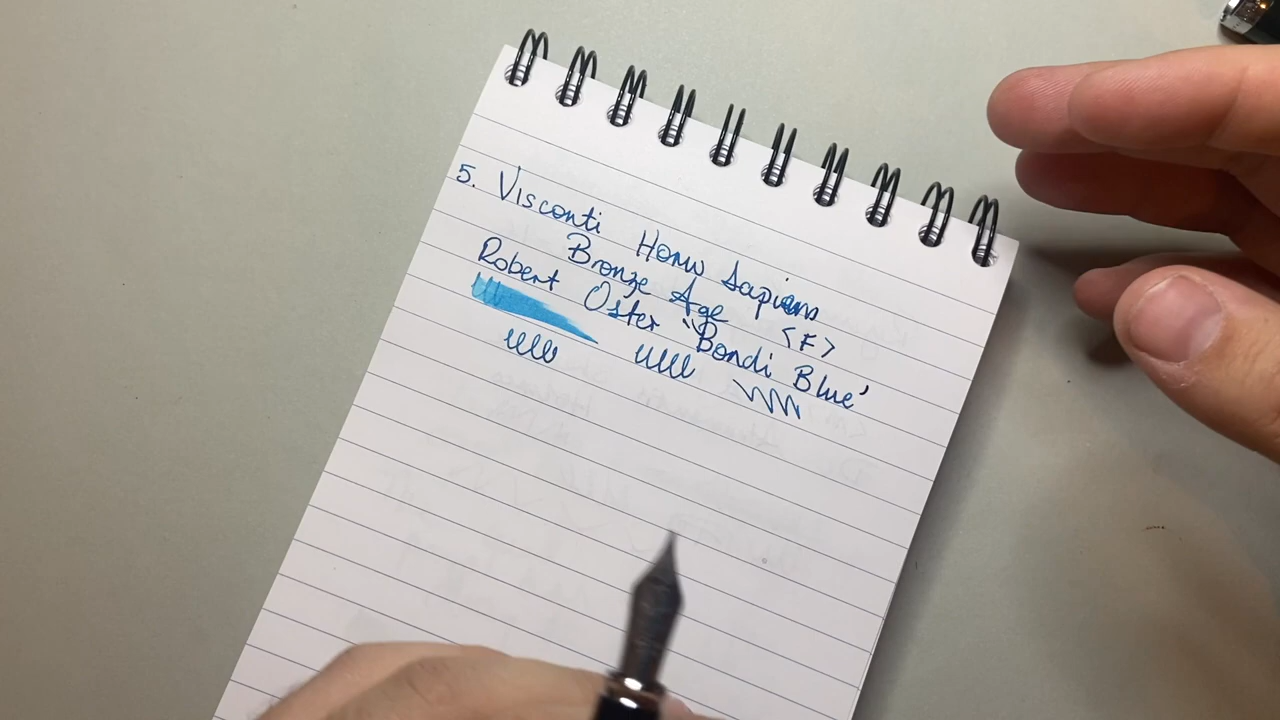 5. Visconti Homo Sapiens
Bronze Age <F>
Robert Oster 'Bondi Blue'